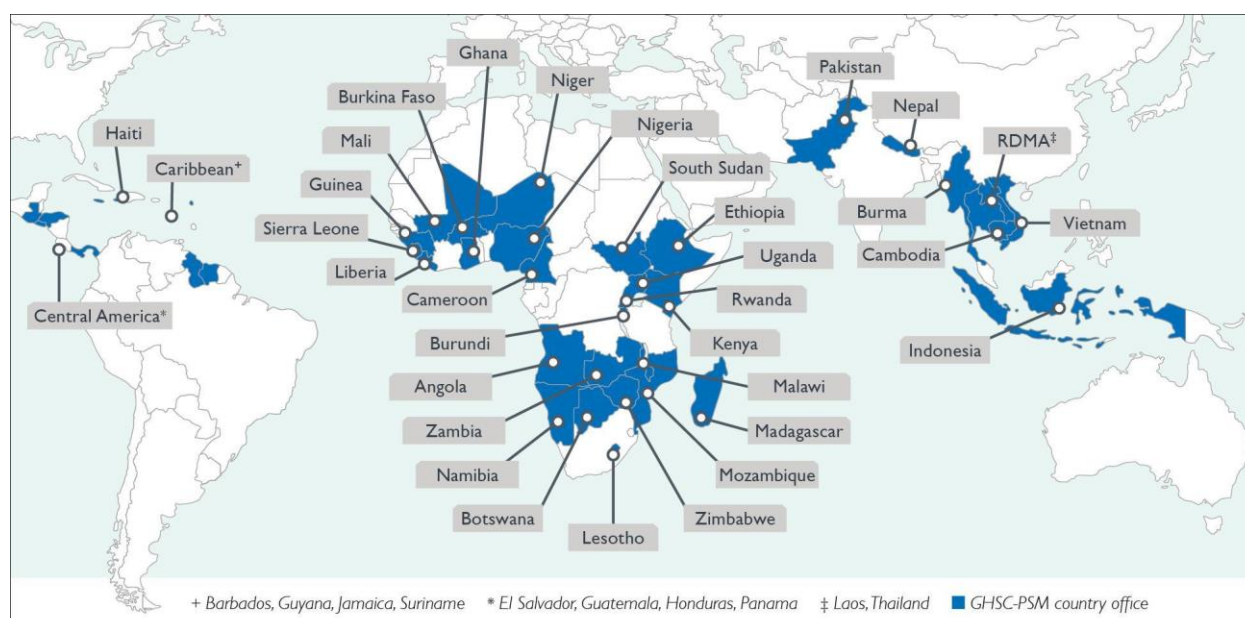 Ghana
Niger
Pakistan
Burkina Faso
Nepal
Haiti
Mali
Nigeria
RDMA‡
Caribbean+
Guinea
South Sudan
Sierra Leone
Ethiopia
Burma
Vietnam
Liberia
Uganda
Cambodia
Cameroon
Rwanda
Central America*
Burundi
Kenya
Indonesia
Angola
Malawi
Zambia
Madagascar
Namibia
Mozambique
Botswana
Zimbabwe
Lesotho
+ Barbados, Guyana, Jamaica, Suriname * El Salvador, Guatemala, Honduras, Panama ‡ Laos, Thailand GHSC-PSM country office